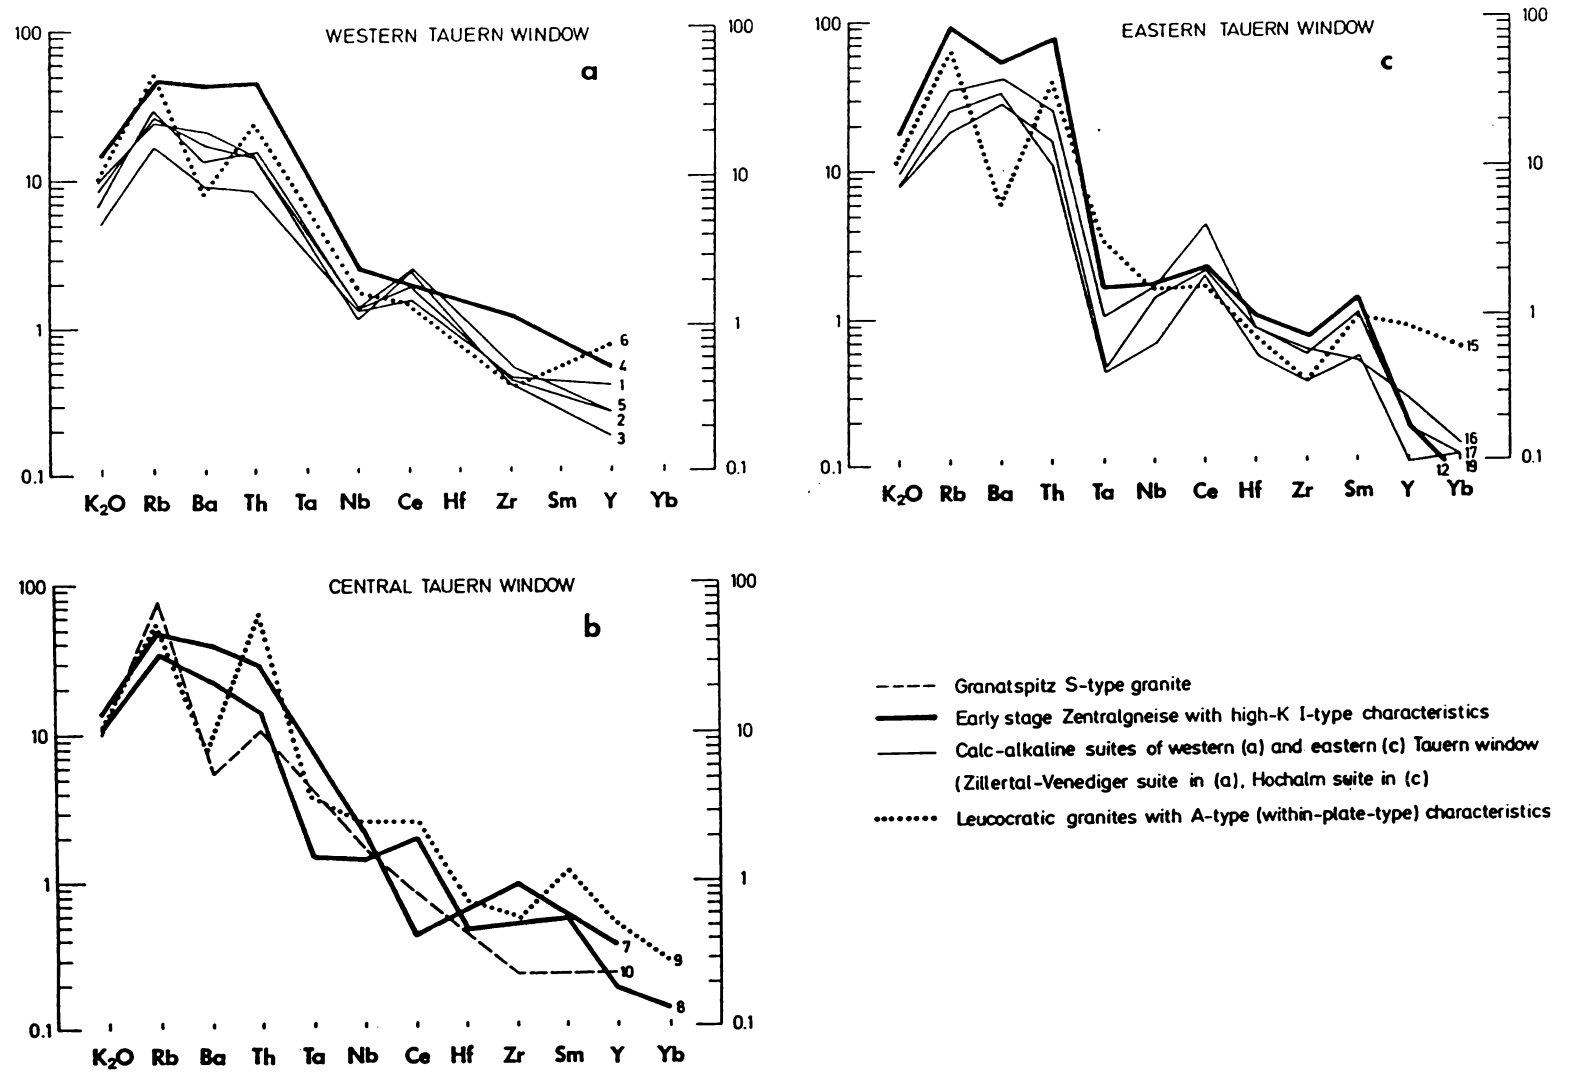 WESTERN TAUERN WINDOW
a
100
10
1
0.1
100
10
1
0.1
6
4
1
5
2
3
K2O Rb Ba Th Ta Nb Ce Hf Zr Sm Y Yb
EASTERN TAUERN WINDOW
c
100
10
1
0.1
100
10
1
0.1
15
16
17
12 19
K2O Rb Ba Th Ta Nb Ce Hf Zr Sm Y Yb
CENTRAL TAUERN WINDOW
b
100
10
1
0.1
100
10
1
0.1
7
9
10
8
K2O Rb Ba Th Ta Nb Ce Hf Zr Sm Y Yb
Granatspitz S-type granite
Early stage Zentralgneise with high-K I-type characteristics
Calc-alkaline suites of western (a) and eastern (c) Tauern window
(Zillertal-Venediger suite in (a), Hochalm suite in (c)
Leucocratic granites with A-type (within-plate-type) characteristics